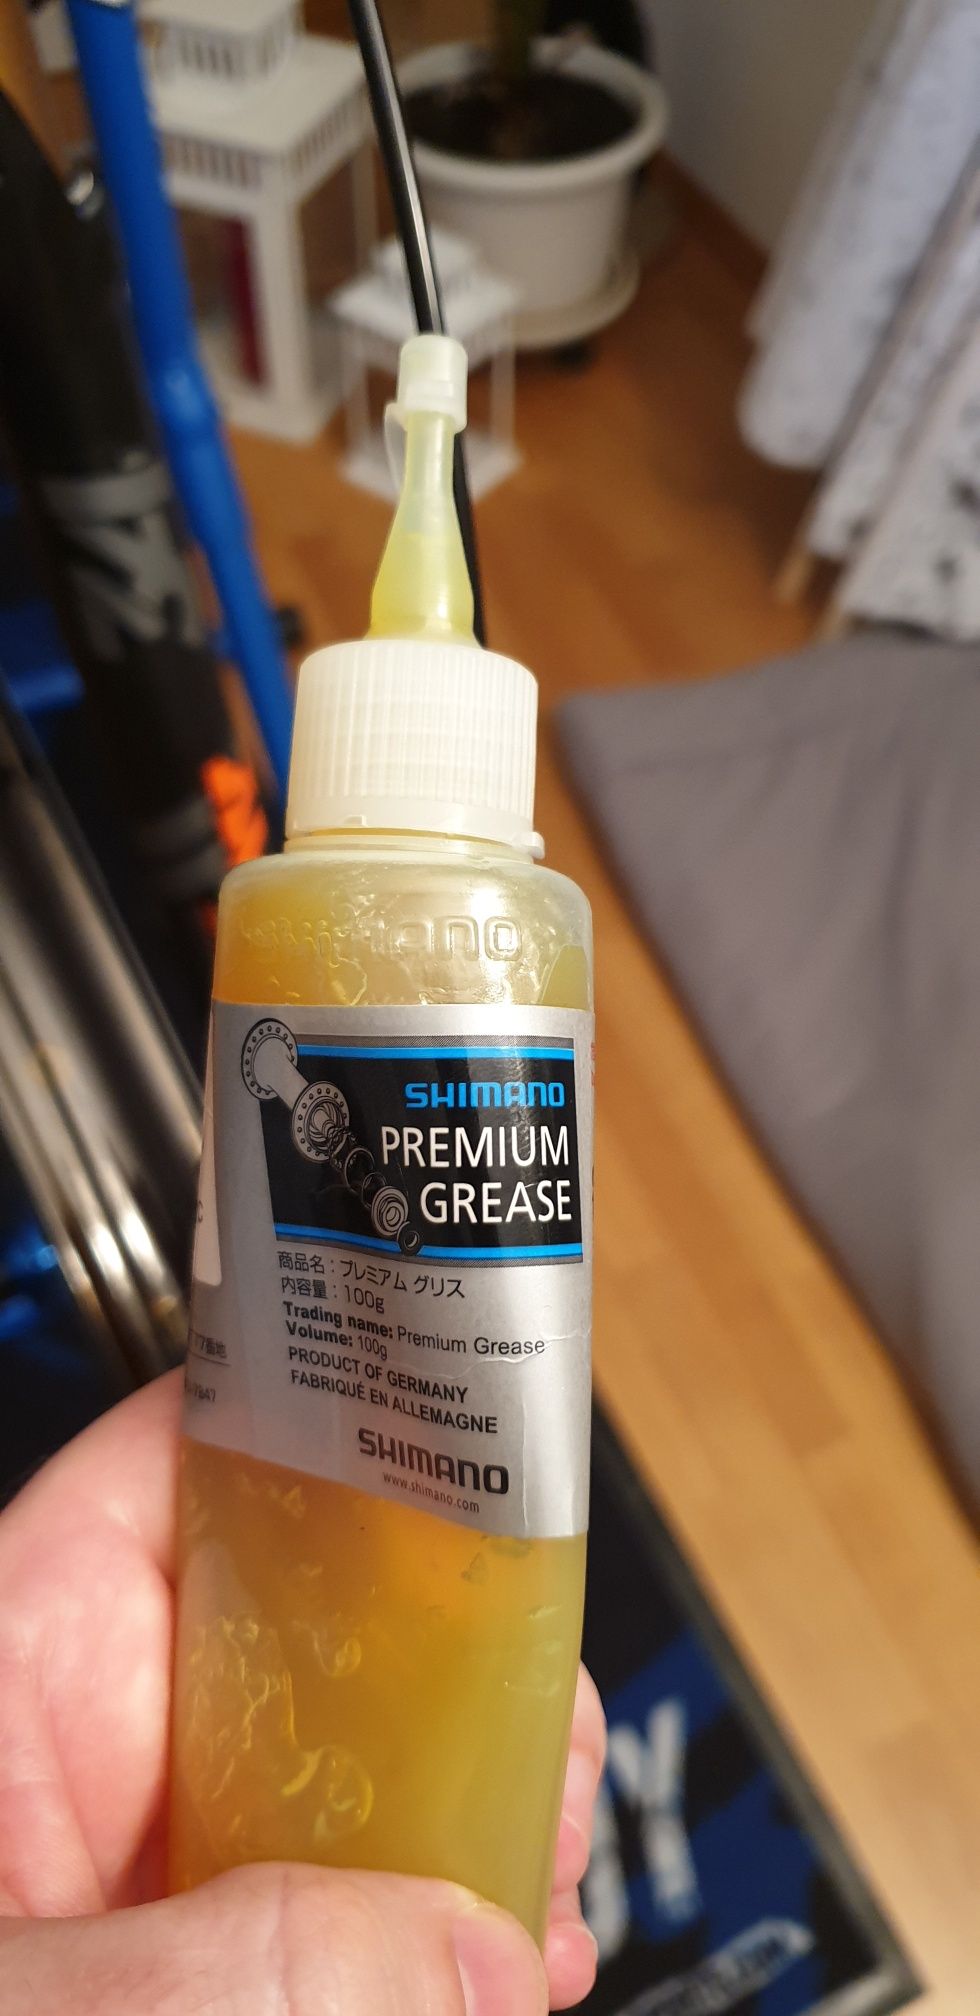 SHIMANO
SHIMANO
PREMIUM
GREASE
商品名：プレミアム グリス
内容量：100g
Trading name: Premium Grease
Volume: 100g
PRODUCT OF GERMANY
FABRIQUÉ EN ALLEMAGNE
SHIMANO
www.shimano.com